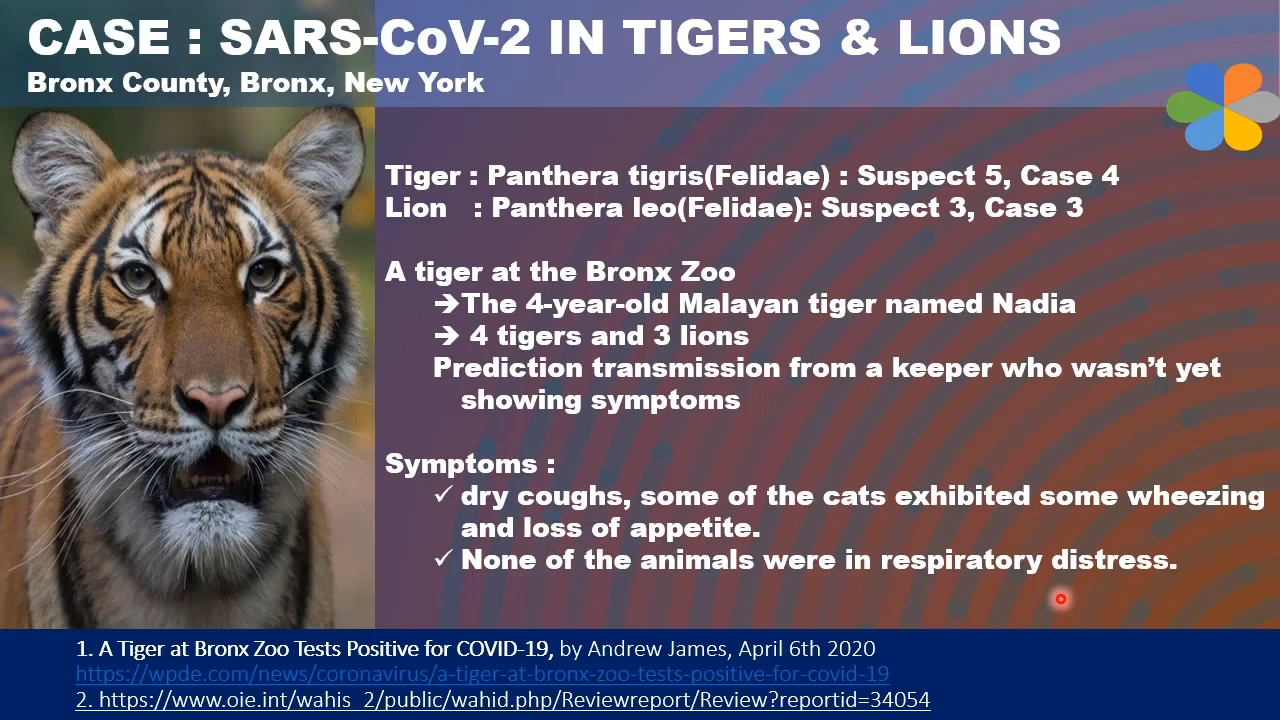 CASE : SARS-CoV-2 IN TIGERS & LIONS
Bronx County, Bronx, New York
Tiger : Panthera tigris(Felidae) : Suspect 5, Case 4
Lion : Panthera leo(Felidae): Suspect 3, Case 3
A tiger at the Bronx Zoo
➔The 4-year-old Malayan tiger named Nadia
➔ 4 tigers and 3 lions
Prediction transmission from a keeper who wasn’t yet
showing symptoms
Symptoms :
✓ dry coughs, some of the cats exhibited some wheezing
and loss of appetite.
✓ None of the animals were in respiratory distress.
1. A Tiger at Bronx Zoo Tests Positive for COVID-19, by Andrew James, April 6th 2020
https://wpde.com/news/coronavirus/a-tiger-at-bronx-zoo-tests-positive-for-covid-19
2. https://www.oie.int/wahis_2/public/wahid.php/Reviewreport/Review?reportid=34054